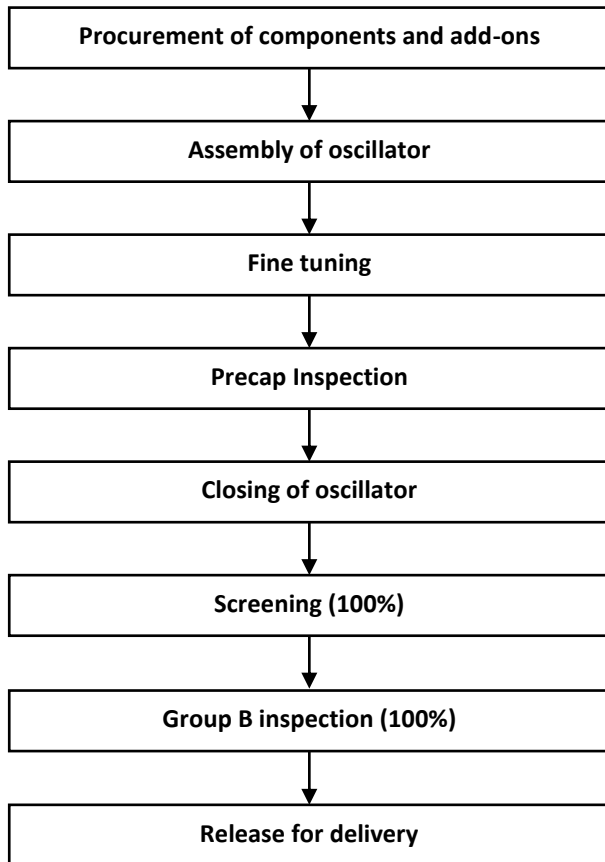 Procurement of components and add-ons
Assembly of oscillator
Fine tuning
Precap Inspection
Closing of oscillator
Screening (100%)
Group B inspection (100%)
Release for delivery